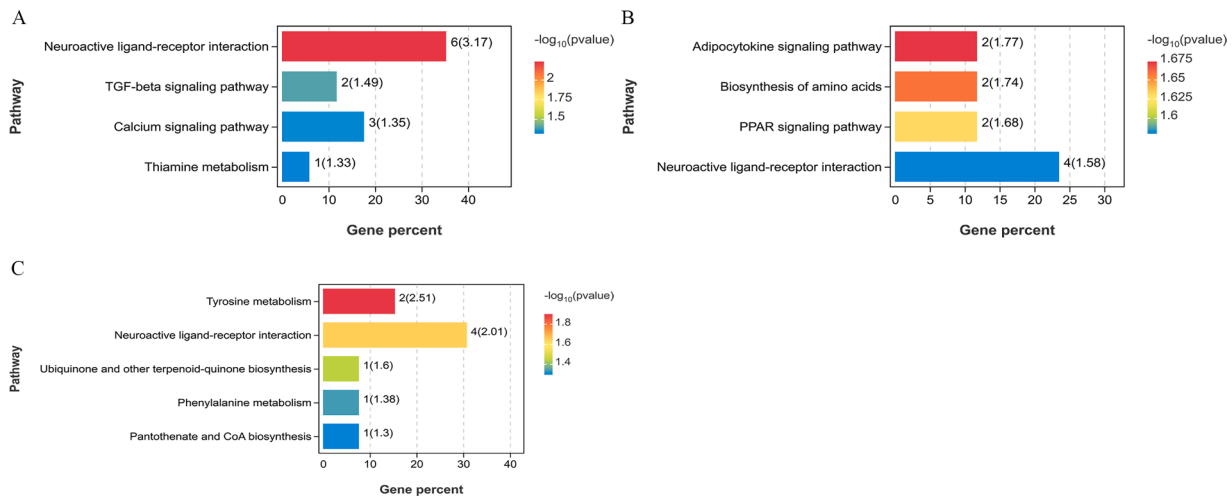 A
Pathway
Neuroactive ligand-receptor interaction
6(3.17)
TGF-beta signaling pathway
2(1.49)
Calcium signaling pathway
3(1.35)
Thiamine metabolism
1(1.33)
0 10 20 30 40
Gene percent
-log10(pvalue)
2
1.75
1.5
B
Pathway
Adipocytokine signaling pathway
2(1.77)
Biosynthesis of amino acids
2(1.74)
PPAR signaling pathway
2(1.68)
Neuroactive ligand-receptor interaction
4(1.58)
0 5 10 15 20 25 30
Gene percent
-log10(pvalue)
1.675
1.65
1.625
1.6
C
Pathway
Tyrosine metabolism
2(2.51)
Neuroactive ligand-receptor interaction
4(2.01)
Ubiquinone and other terpenoid-quinone biosynthesis
1(1.6)
Phenylalanine metabolism
1(1.38)
Pantothenate and CoA biosynthesis
1(1.3)
0 10 20 30 40
Gene percent
-log10(pvalue)
1.8
1.6
1.4